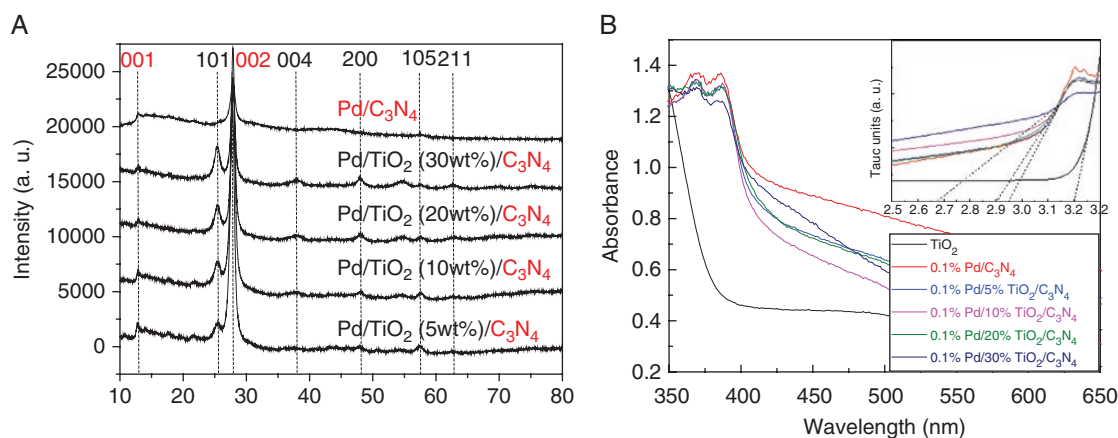 A
001 101 002 004 200 105 211
25000
20000
15000
10000
5000
0
Intensity (a. u.)
Pd/C₃N₄
Pd/TiO₂ (30wt%)/C₃N₄
Pd/TiO₂ (20wt%)/C₃N₄
Pd/TiO₂ (10wt%)/C₃N₄
Pd/TiO₂ (5wt%)/C₃N₄
10 20 30 40 50 60 70 80
B
1.4
1.2
1.0
0.8
0.6
0.4
0.2
Absorbance
Tauc units (a. u.)
2.5 2.6 2.7 2.8 2.9 3.0 3.1 3.2 3.2
TiO₂
0.1% Pd/C₃N₄
0.1% Pd/5% TiO₂/C₃N₄
0.1% Pd/10% TiO₂/C₃N₄
0.1% Pd/20% TiO₂/C₃N₄
0.1% Pd/30% TiO₂/C₃N₄
350 400 450 500 550 600 650
Wavelength (nm)